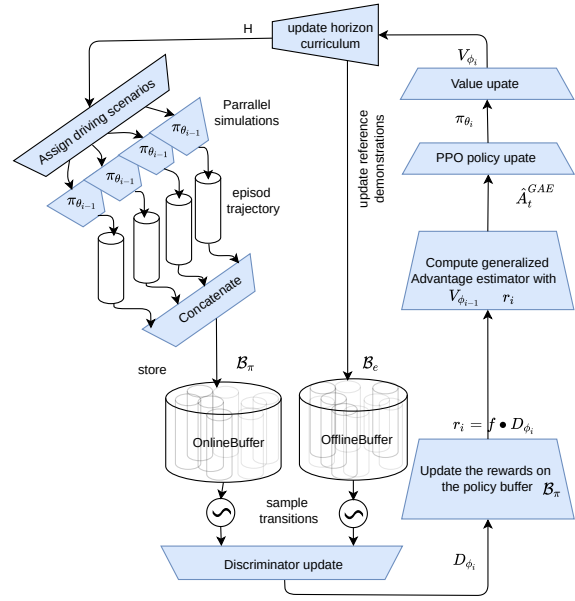 H
update horizon
curriculum
Assign driving scenarios
Parrallel
simulations
π_{θ_{i-1}}
π_{θ_{i-1}}
π_{θ_{i-1}}
π_{θ_{i-1}}
episod
trajectory
Concatenate
store
B_π
OnlineBuffer
update reference
demonstrations
B_e
OfflineBuffer
sample
transitions
Discriminator update
D_{ϕ_i}
Update the rewards on
the policy buffer B_π
r_i = f • D_{ϕ_i}
Compute generalized
Advantage estimator with
V_{ϕ_{i-1}} r_i
Â_t^{GAE}
PPO policy upate
π_{θ_i}
Value upate
V_{ϕ_i}